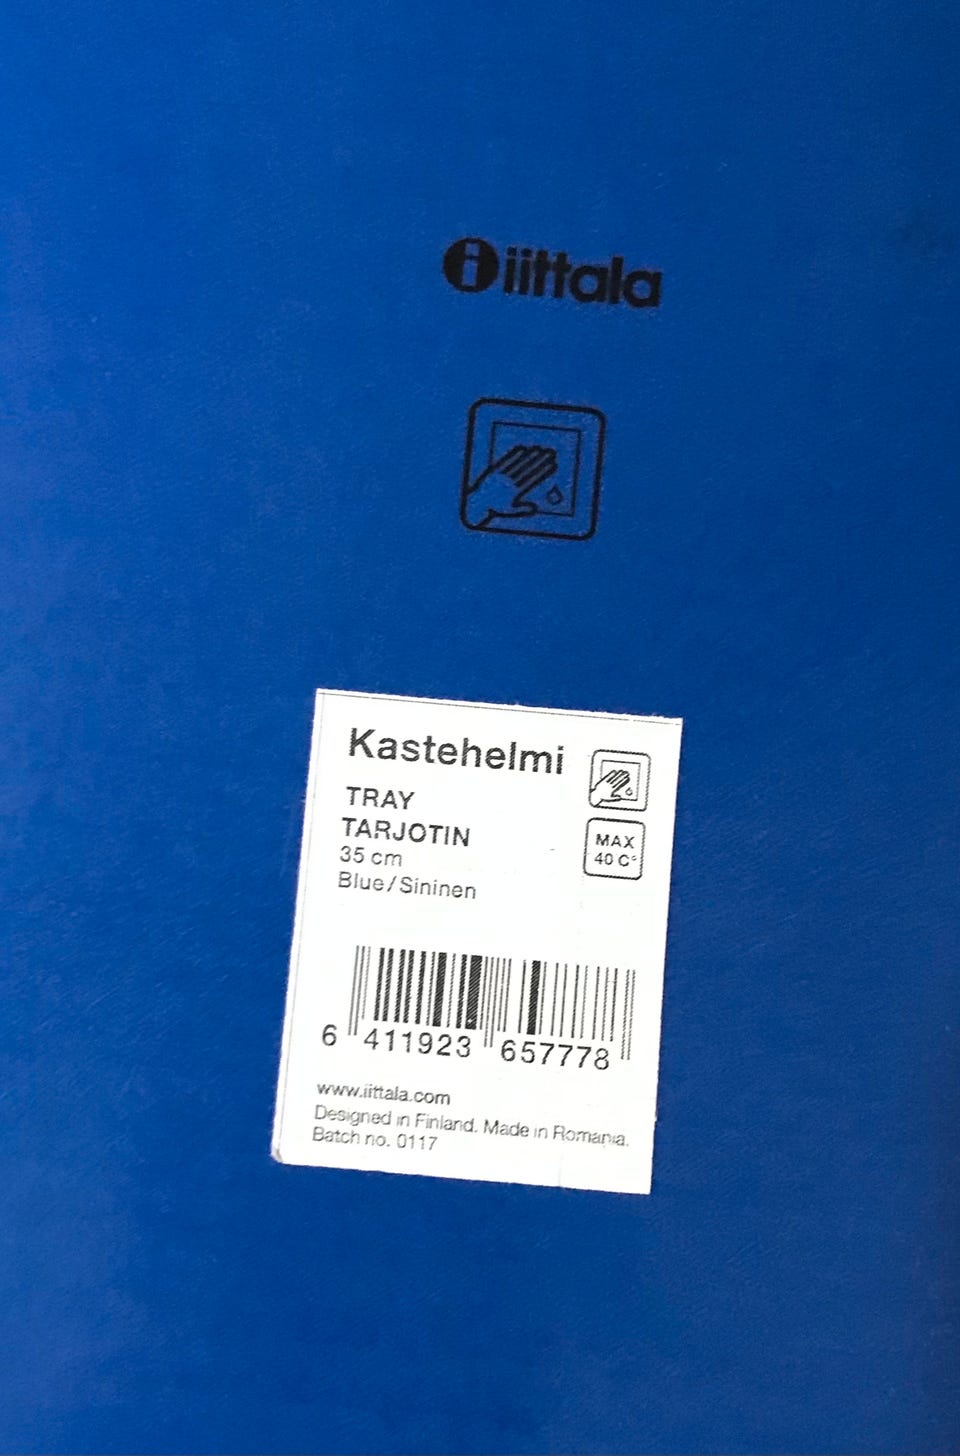 iittala
Kastehelmi
TRAY
TARJOTIN
35 cm
Blue/Sininen
MAX
40 C°
6 411923 657778
www.iittala.com
Designed in Finland. Made in Romania.
Batch no. 0117